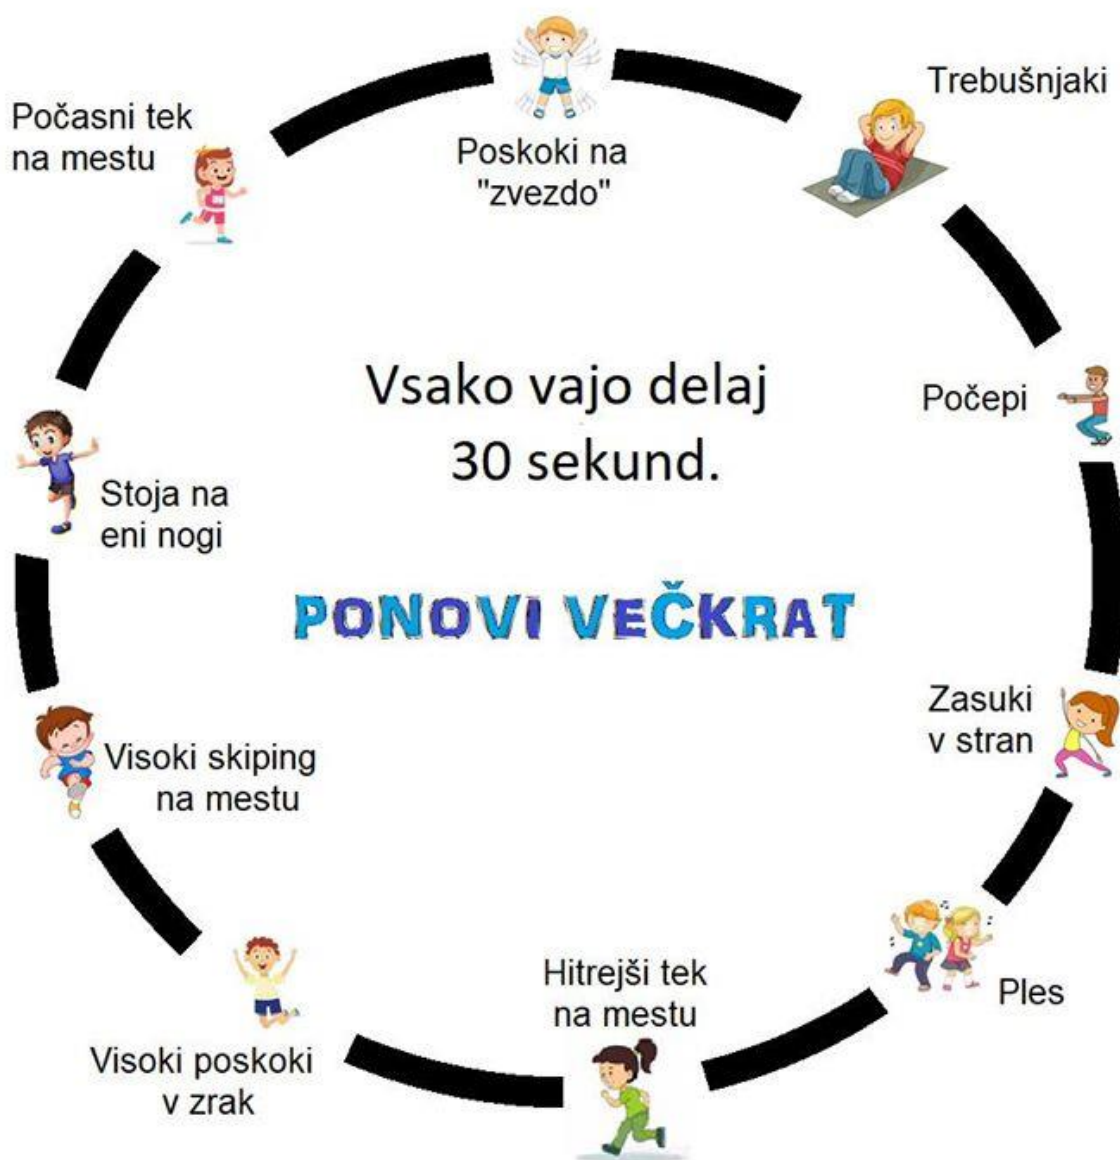 Poskoki na
"zvezdo"
Trebušnjaki
Počepi
Zasuki
v stran
Ples
Hitrejši tek
na mestu
Visoki poskoki
v zrak
Visoki skiping
na mestu
Stoja na
eni nogi
Počasni tek
na mestu
Vsako vajo delaj
30 sekund.
PONOVI VEČKRAT